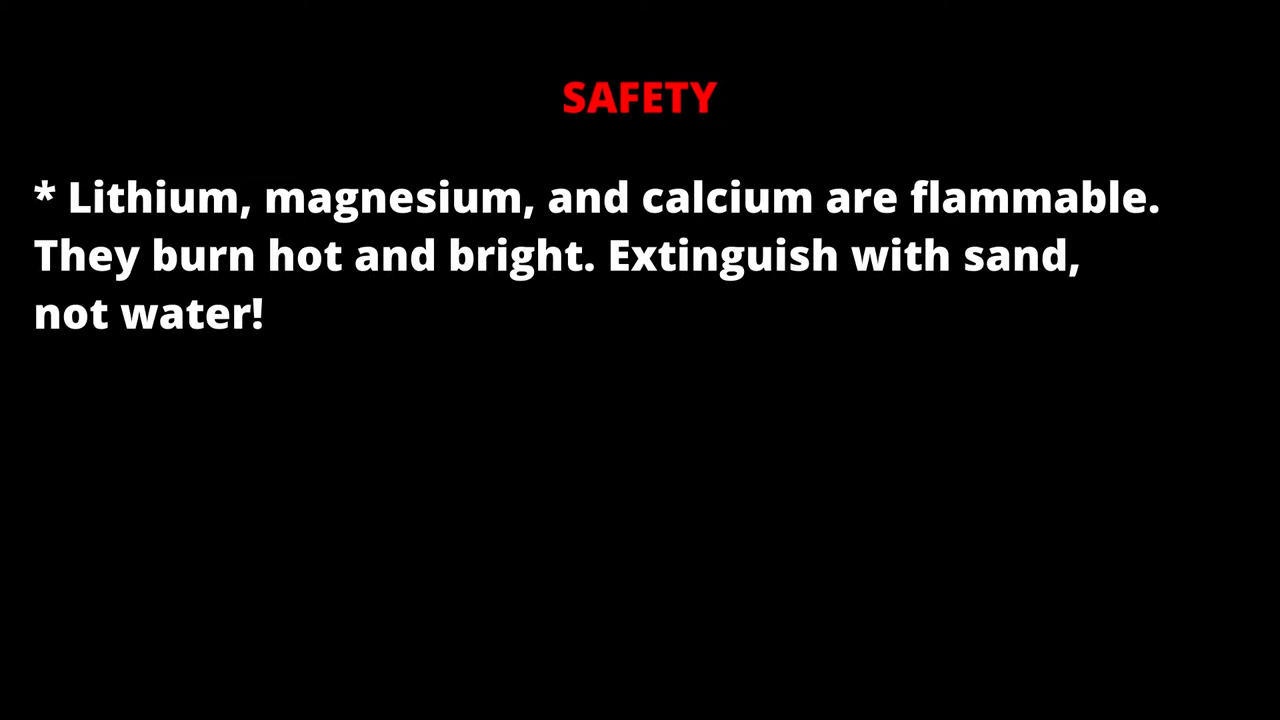 SAFETY
* Lithium, magnesium, and calcium are flammable.
They burn hot and bright. Extinguish with sand,
not water!